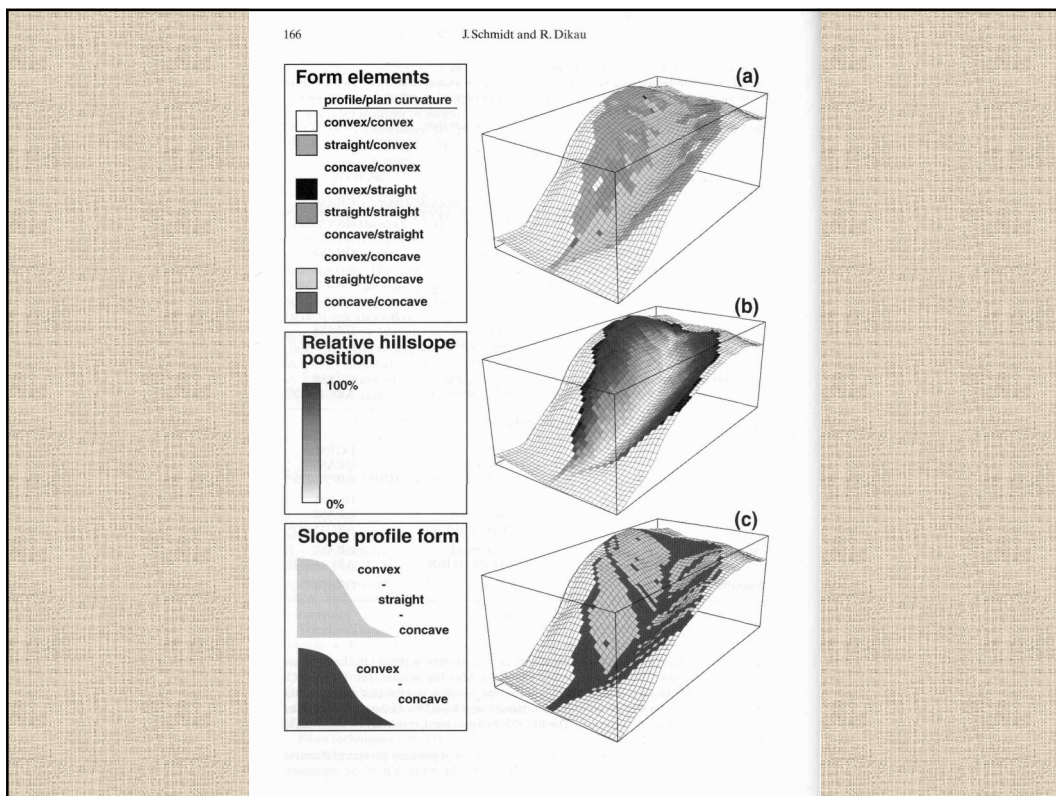 166 J. Schmidt and R. Dikau
Form elements
profile/plan curvature
convex/convex
straight/convex
concave/convex
convex/straight
straight/straight
concave/straight
convex/concave
straight/concave
concave/concave
(a)
Relative hillslope
position
100%
0%
(b)
Slope profile form
convex
-
straight
-
concave
convex
-
concave
(c)